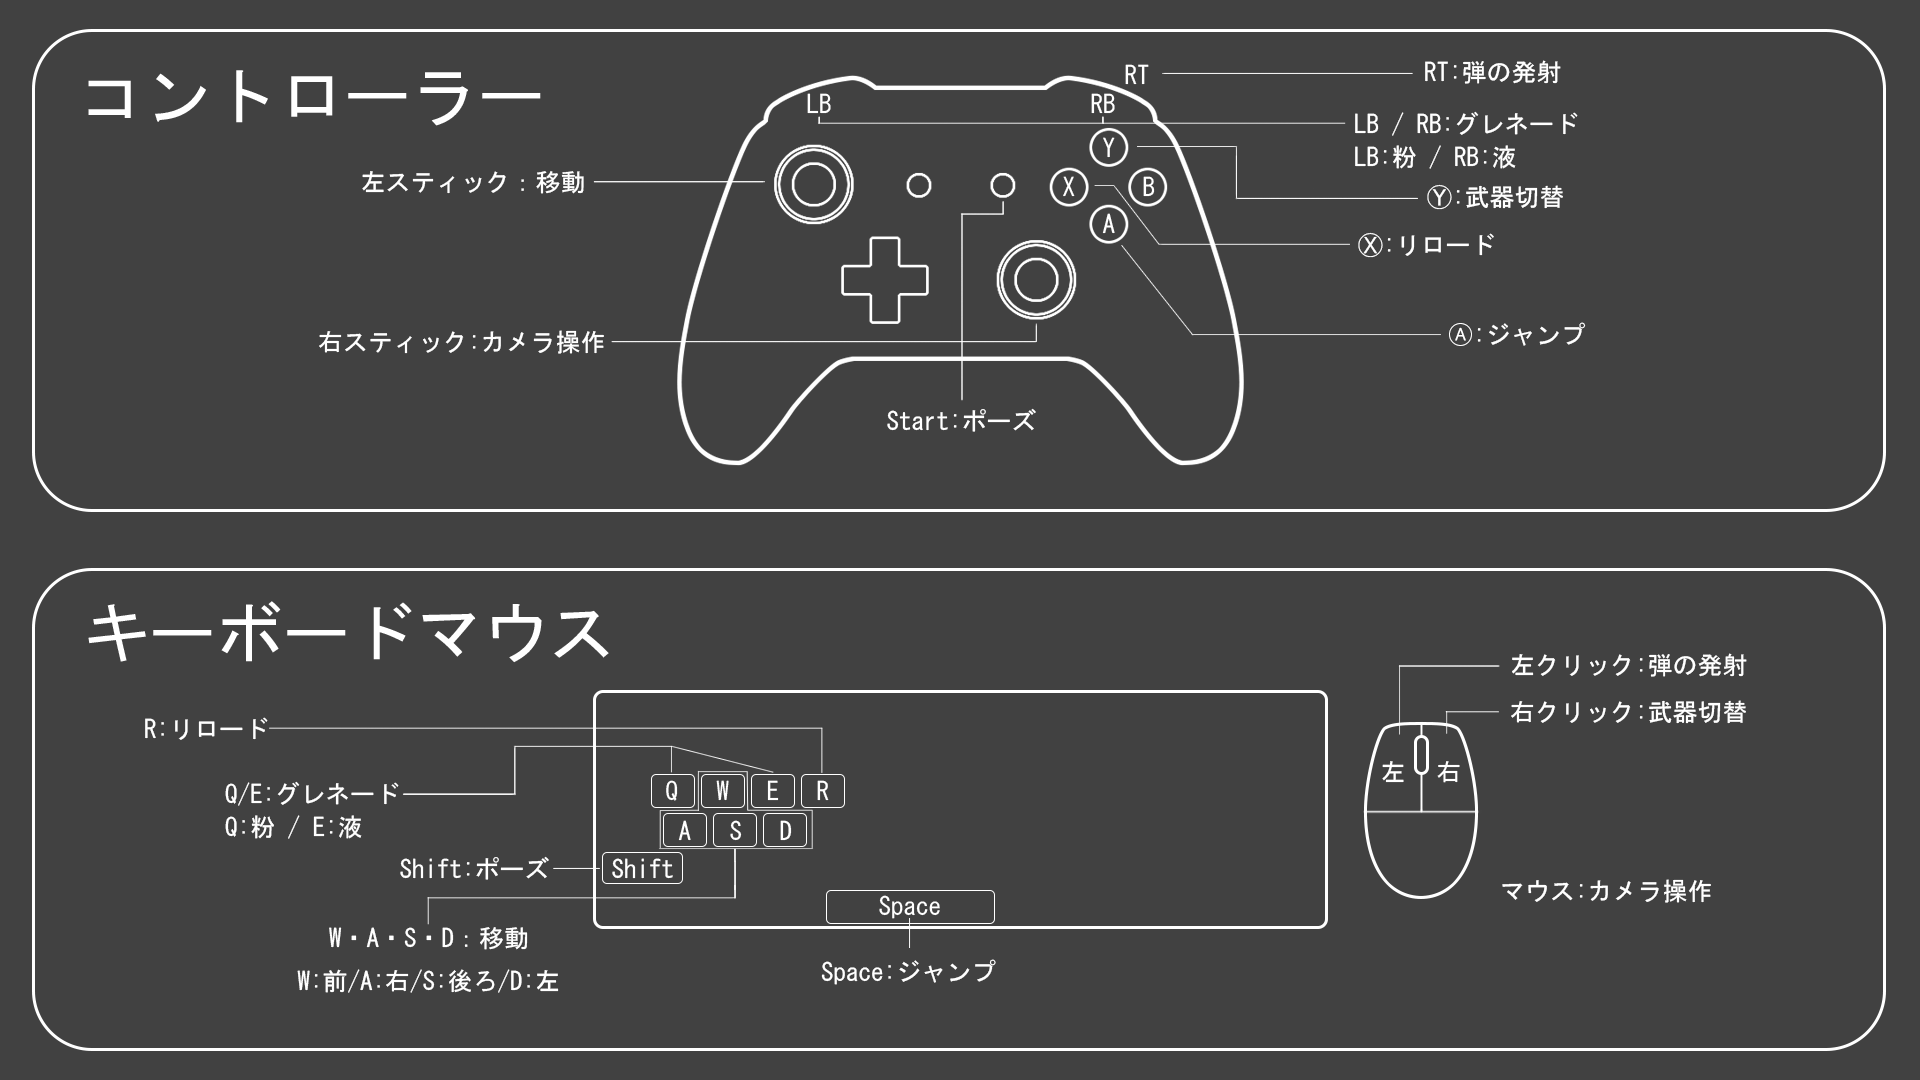 コントローラー
RT
RT:弾の発射
LB
RB
LB / RB:グレネード
LB:粉 / RB:液
Y
左スティック:移動
X
B
Ⓨ:武器切替
A
Ⓧ:リロード
右スティック:カメラ操作
Ⓐ:ジャンプ
Start:ポーズ
キーボードマウス
左クリック:弾の発射
右クリック:武器切替
R:リロード
左
右
Q/E:グレネード
Q:粉 / E:液
Q
W
E
R
A
S
D
Shift:ポーズ
Shift
マウス:カメラ操作
Space
W・A・S・D:移動
W:前/A:右/S:後ろ/D:左
Space:ジャンプ